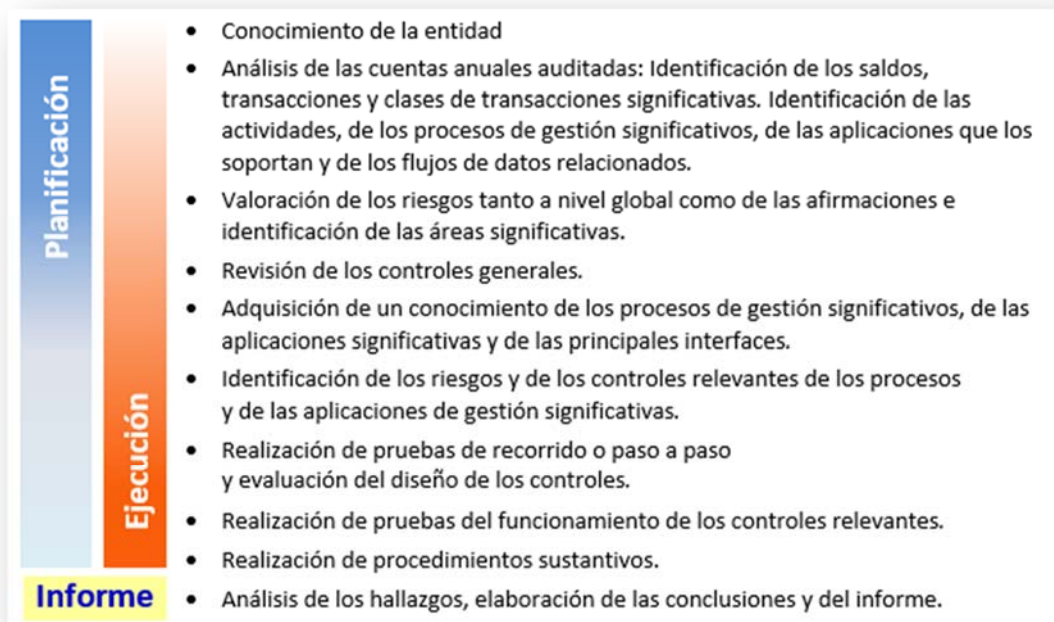 Planificación
Ejecución
• Conocimiento de la entidad
• Análisis de las cuentas anuales auditadas: Identificación de los saldos,
transacciones y clases de transacciones significativas. Identificación de las
actividades, de los procesos de gestión significativos, de las aplicaciones que los
soportan y de los flujos de datos relacionados.
• Valoración de los riesgos tanto a nivel global como de las afirmaciones e
identificación de las áreas significativas.
• Revisión de los controles generales.
• Adquisición de un conocimiento de los procesos de gestión significativos, de las
aplicaciones significativas y de las principales interfaces.
• Identificación de los riesgos y de los controles relevantes de los procesos
y de las aplicaciones de gestión significativas.
• Realización de pruebas de recorrido o paso a paso
y evaluación del diseño de los controles.
• Realización de pruebas del funcionamiento de los controles relevantes.
• Realización de procedimientos sustantivos.
Informe
• Análisis de los hallazgos, elaboración de las conclusiones y del informe.